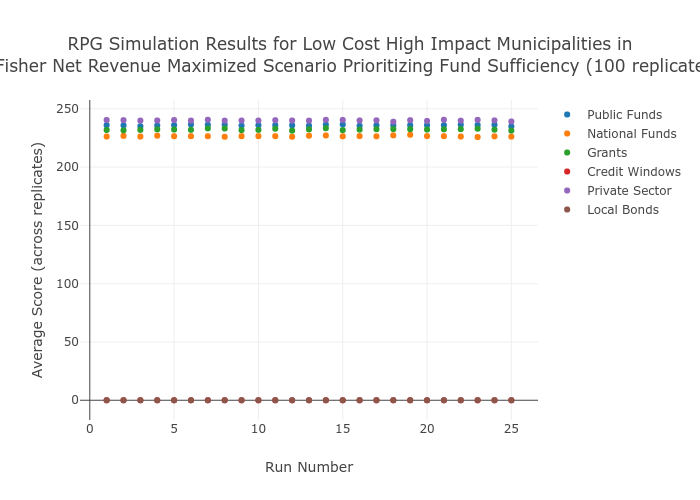 RPG Simulation Results for Low Cost High Impact Municipalities in
Fisher Net Revenue Maximized Scenario Prioritizing Fund Sufficiency (100 replicate
250
200
150
100
50
0
0
5
10
15
20
25
Average Score (across replicates)
Run Number
Public Funds
National Funds
Grants
Credit Windows
Private Sector
Local Bonds